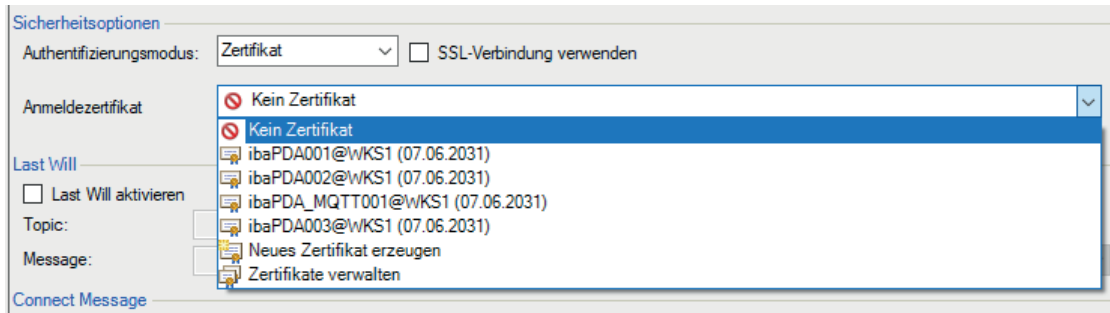 Sicherheitsoptionen
Authentifizierungsmodus: Zertifikat SSL-Verbindung verwenden
Anmeldezertifikat Kein Zertifikat
Kein Zertifikat
ibaPDA001@WKS1 (07.06.2031)
Last Will
ibaPDA002@WKS1 (07.06.2031)
Last Will aktivieren
ibaPDA_MQTT001@WKS1 (07.06.2031)
Topic:
ibaPDA003@WKS1 (07.06.2031)
Neues Zertifikat erzeugen
Message:
Zertifikate verwalten
Connect Message